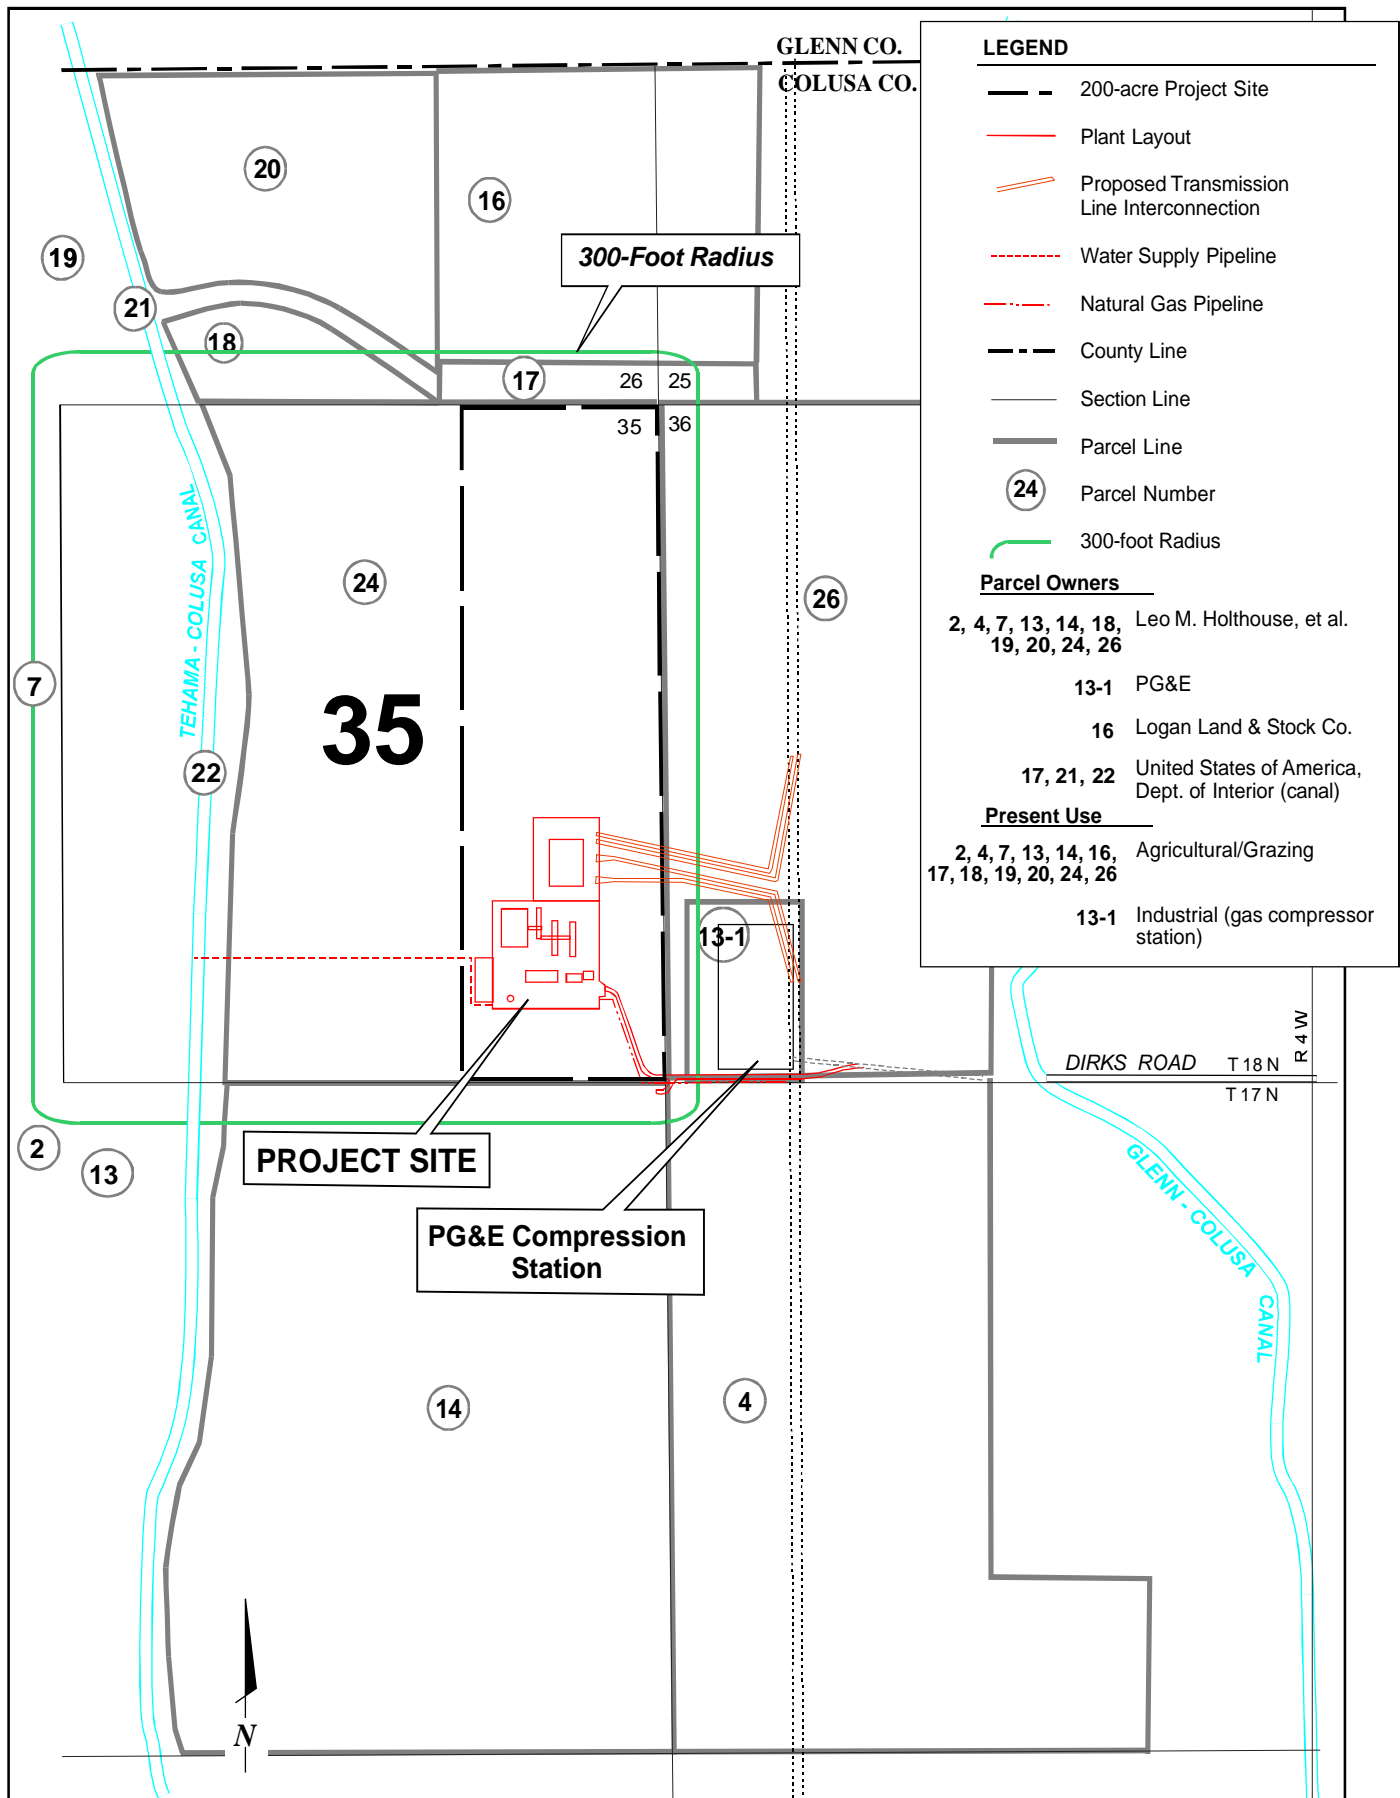 GLENN CO.
COLUSA CO.
20
16
19
300-Foot Radius
21
18
17
26
25
35
36
TEHAMA - COLUSA CANAL
24
26
7
35
22
13-1
DIRKS ROAD
T 18 N
T 17 N
R 4 W
2
13
PROJECT SITE
PG&E Compression
Station
GLENN - COLUSA CANAL
14
4
N
LEGEND
200-acre Project Site
Plant Layout
Proposed Transmission
Line Interconnection
Water Supply Pipeline
Natural Gas Pipeline
County Line
Section Line
Parcel Line
24
Parcel Number
300-foot Radius
Parcel Owners
2, 4, 7, 13, 14, 18, Leo M. Holthouse, et al.
19, 20, 24, 26
13-1 PG&E
16 Logan Land & Stock Co.
17, 21, 22 United States of America,
Dept. of Interior (canal)
Present Use
2, 4, 7, 13, 14, 16, Agricultural/Grazing
17, 18, 19, 20, 24, 26
13-1 Industrial (gas compressor
station)